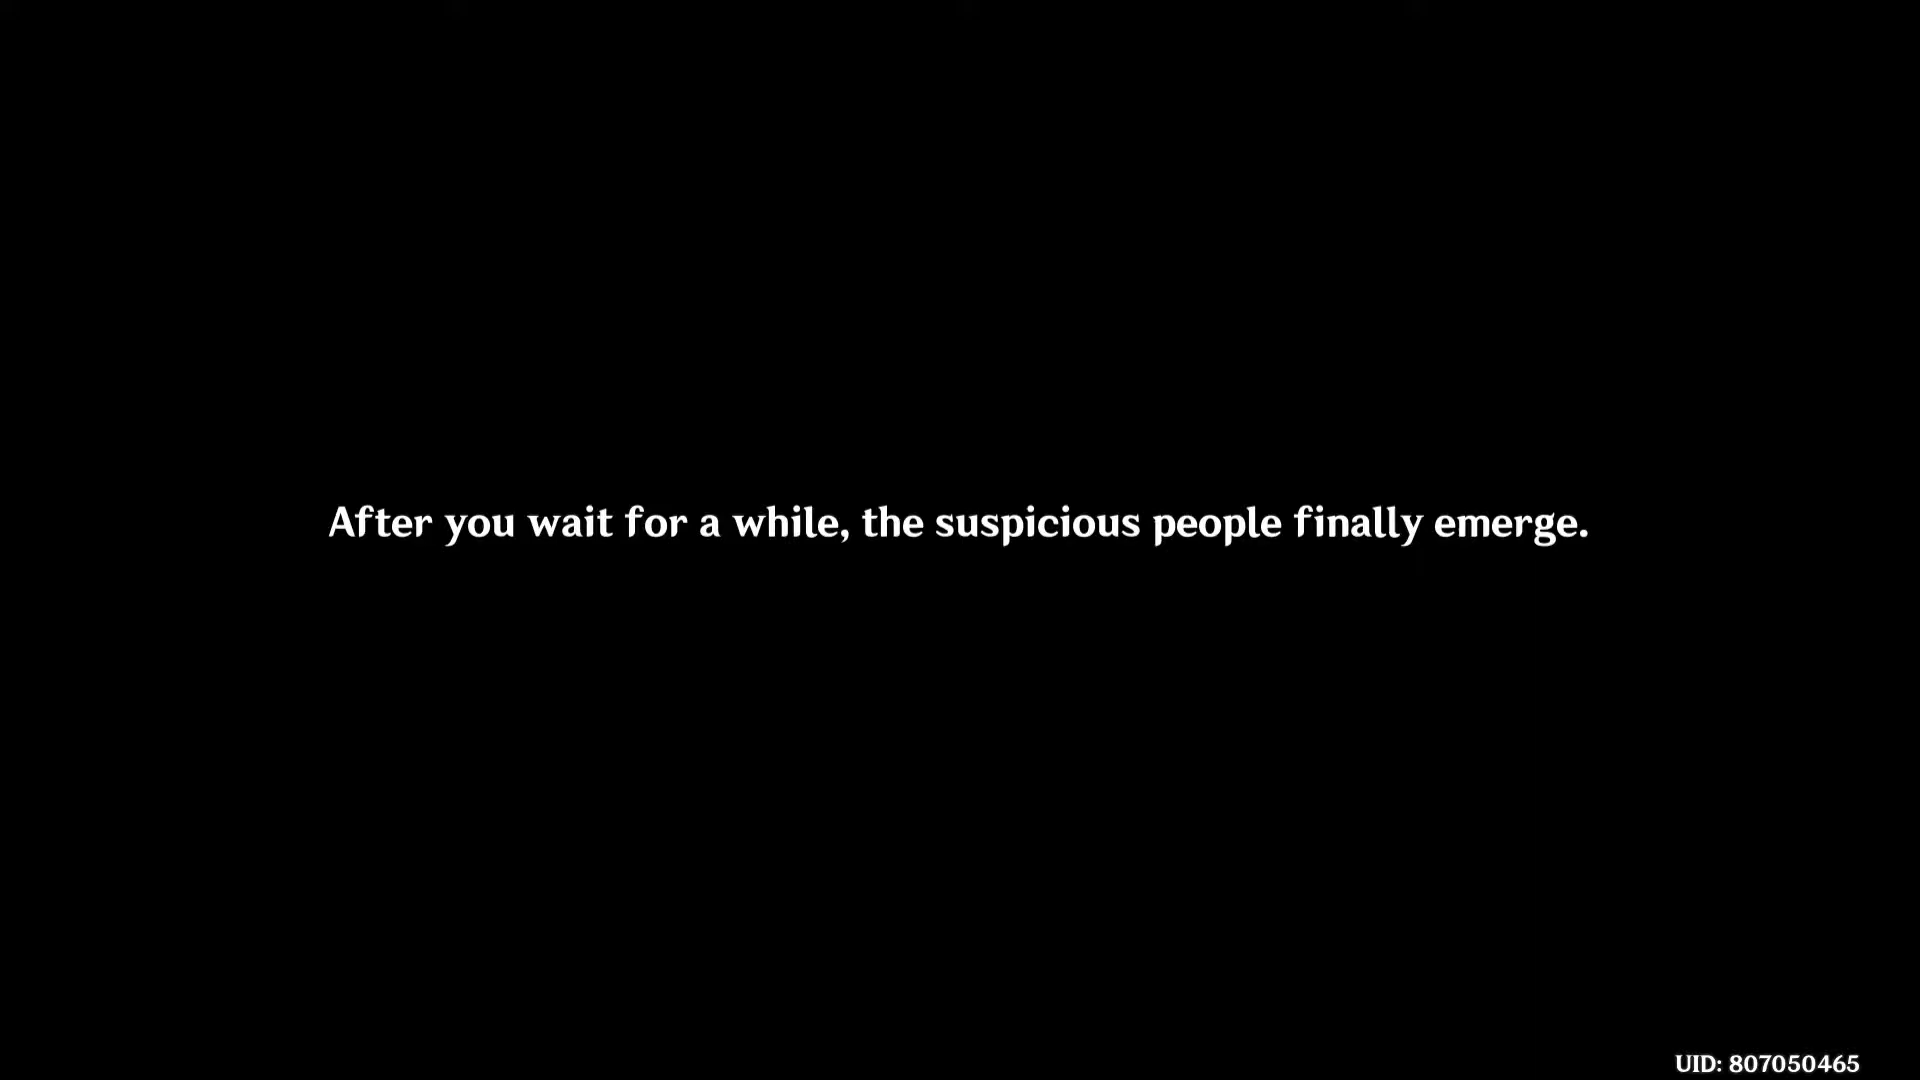 After you wait for a while, the suspicious people finally emerge.
UID: 807050465